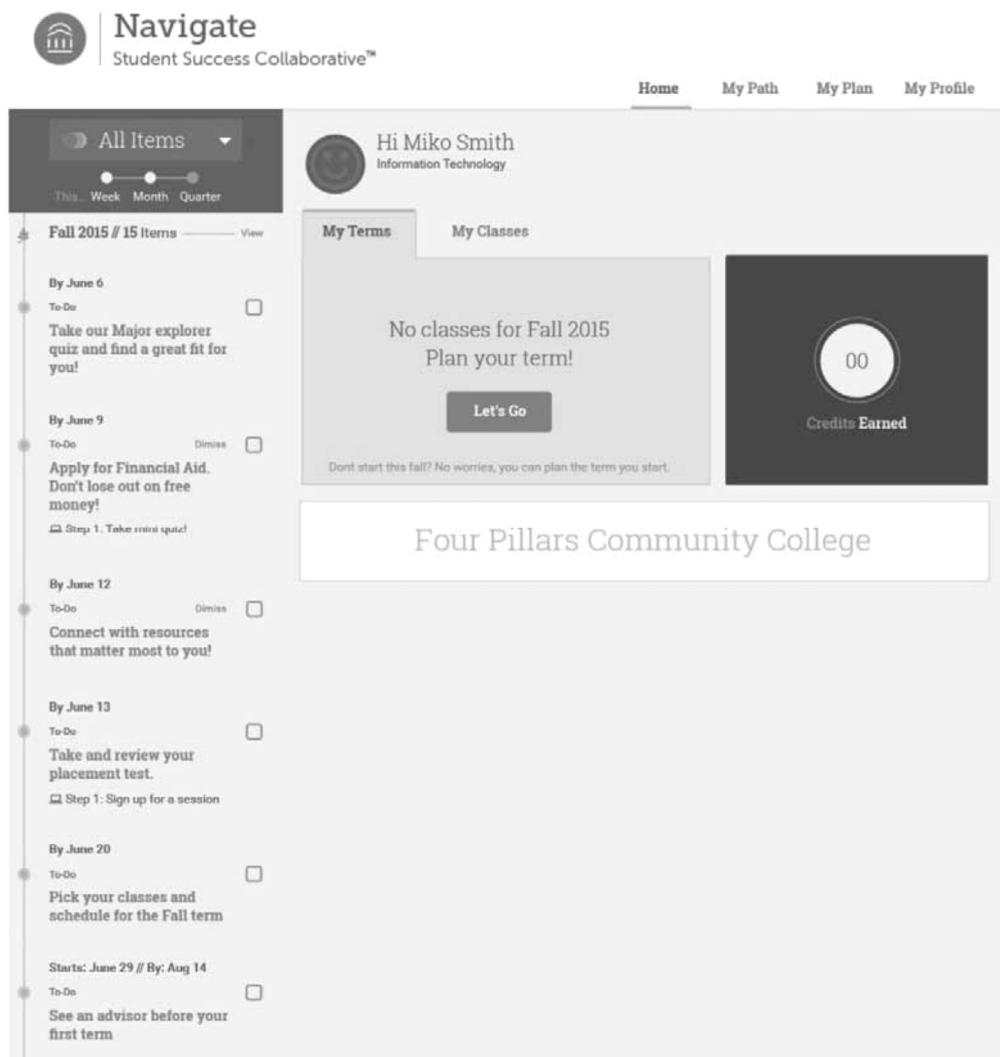 Navigate
Student Success Collaborative™
Home My Path My Plan My Profile
All Items
This... Week Month Quarter
Fall 2015 // 15 Items View
By June 6
To-Do
Take our Major explorer
quiz and find a great fit for
you!
By June 9
To-Do Dimiss
Apply for Financial Aid.
Don't lose out on free
money!
Step 1: Take mini quiz!
By June 12
To-Do Dimiss
Connect with resources
that matter most to you!
By June 13
To-Do
Take and review your
placement test.
Step 1: Sign up for a session
By June 20
To-Do
Pick your classes and
schedule for the Fall term
Starts: June 29 // By: Aug 14
To-Do
See an advisor before your
first term
Hi Miko Smith
Information Technology
My Terms My Classes
No classes for Fall 2015
Plan your term!
Let's Go
Dont start this fall? No worries, you can plan the term you start.
00
Credits Earned
Four Pillars Community College